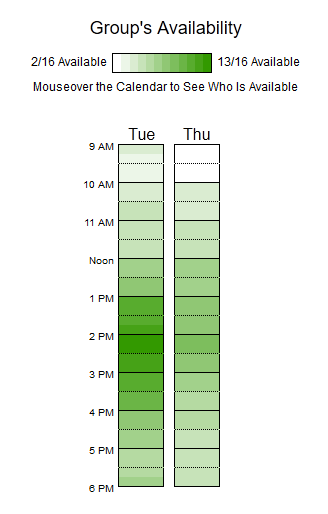 Group's Availability
2/16 Available 13/16 Available
Mouseover the Calendar to See Who Is Available
Tue Thu
9 AM
10 AM
11 AM
Noon
1 PM
2 PM
3 PM
4 PM
5 PM
6 PM